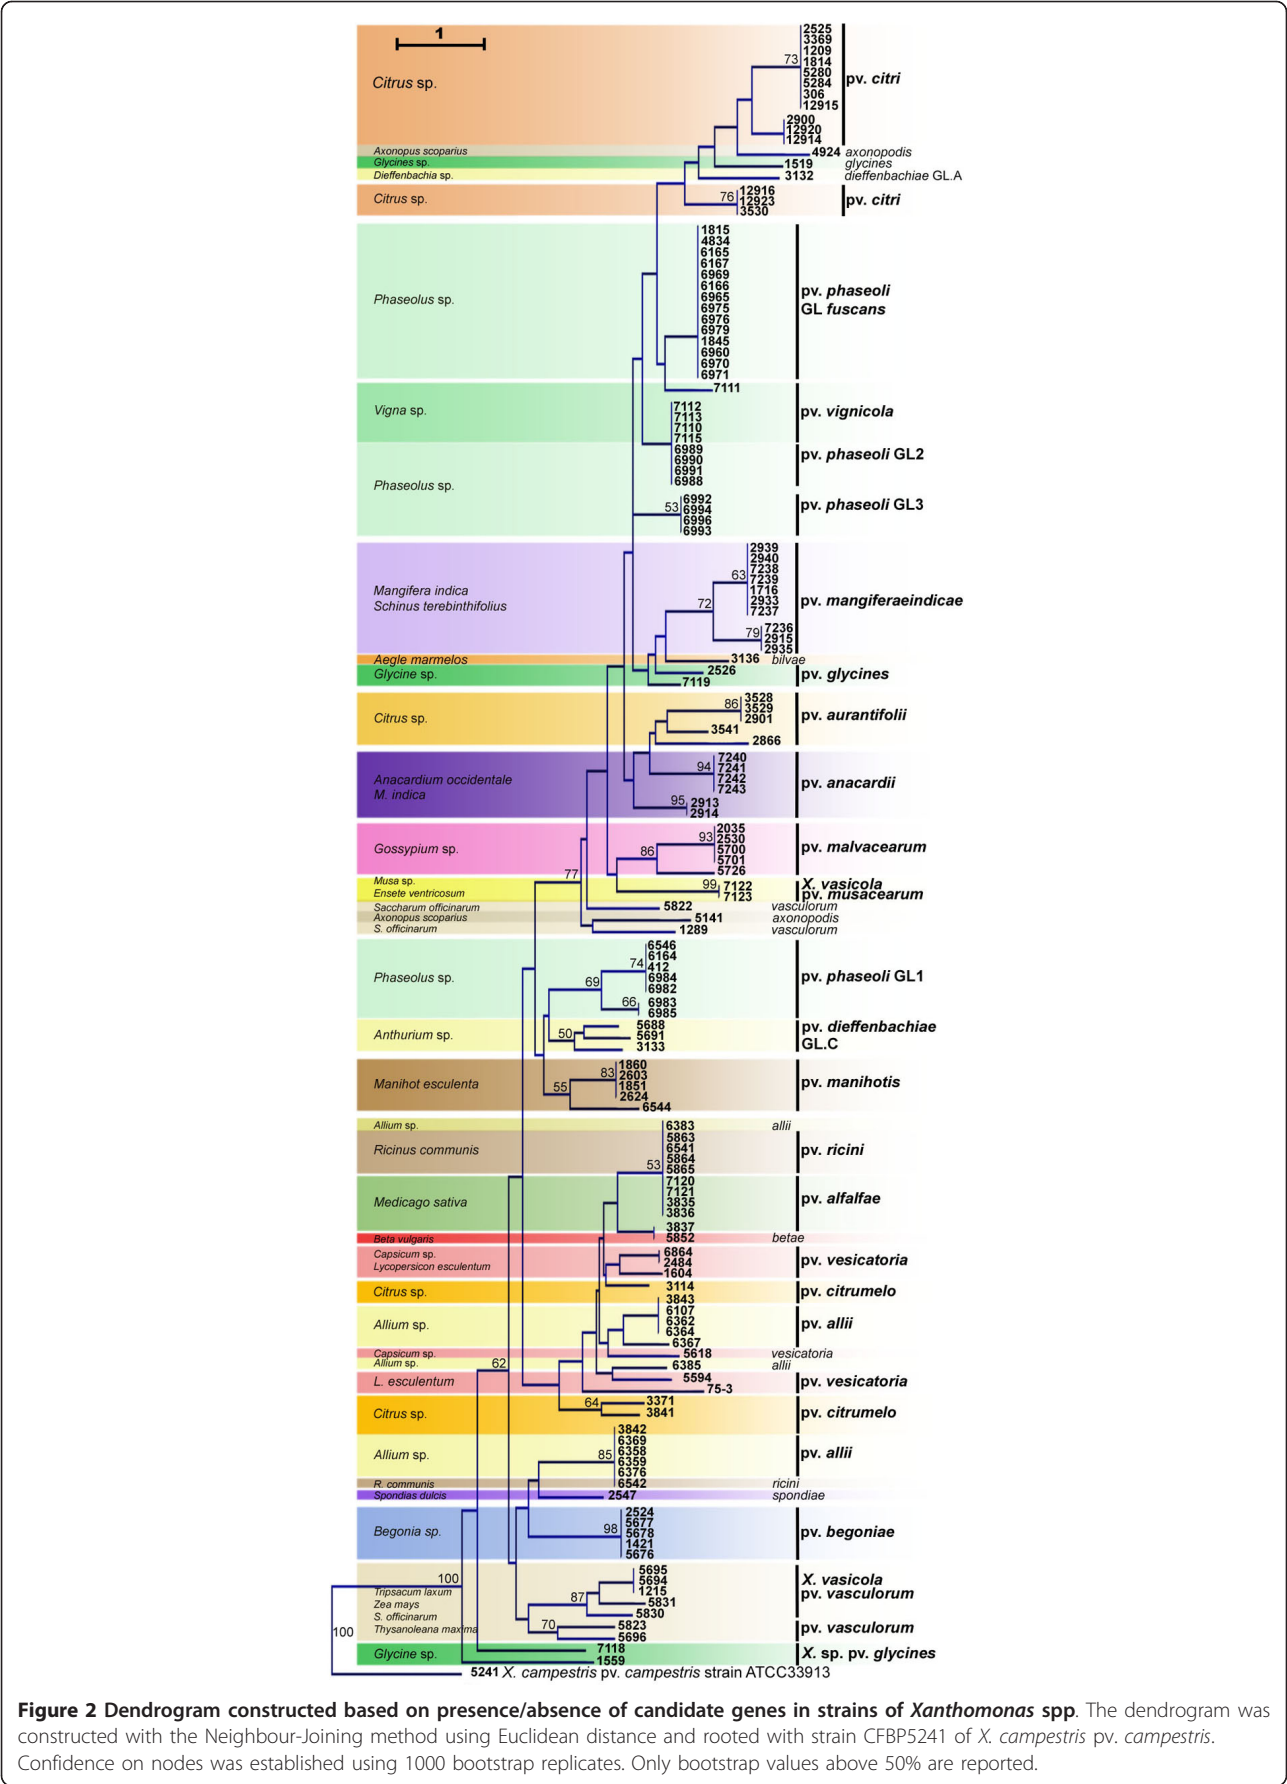 1
Citrus sp.
73
2525
3369
1209
1814
5280
5284
306
12915
2900
12920
12914
pv. citri
Axonopus scoparius
4924 axonopodis
Glycines sp.
1519 glycines
Dieffenbachia sp.
3132 dieffenbachiae GL.A
Citrus sp.
76
12916
12923
3530
pv. citri
Phaseolus sp.
1815
4834
6165
6167
6969
6166
6965
6975
6976
6979
1845
6960
6970
6971
pv. phaseoli
GL fuscans
7111
Vigna sp.
7112
7113
7110
7115
pv. vignicola
6989
6990
6991
6988
pv. phaseoli GL2
Phaseolus sp.
53
6992
6994
6996
6993
pv. phaseoli GL3
Mangifera indica
Schinus terebinthifolius
72
63
2939
2940
7238
7239
1716
2933
7237
79
7236
2915
2935
pv. mangiferaeindicae
Aegle marmelos
3136 bilvae
Glycine sp.
2526
7119
pv. glycines
Citrus sp.
86
3528
3529
2901
3541
2866
pv. aurantifolii
Anacardium occidentale
M. indica
94
7240
7241
7242
7243
95
2913
2914
pv. anacardii
Gossypium sp.
86
93
2035
2530
5700
5701
5726
pv. malvacearum
77
Musa sp.
Ensete ventricosum
99
7122
7123
X. vasicola
pv. musacearum
Saccharum officinarum
5822 vasculorum
Axonopus scoparius
5141 axonopodis
S. officinarum
1289 vasculorum
Phaseolus sp.
69
74
6546
6164
412
6984
6982
66
6983
6985
pv. phaseoli GL1
Anthurium sp.
50
5688
5691
3133
pv. dieffenbachiae
GL.C
Manihot esculenta
55
83
1860
2603
1851
2624
6544
pv. manihotis
Allium sp.
6383 allii
Ricinus communis
53
5863
6541
5864
5865
pv. ricini
Medicago sativa
7120
7121
3835
3836
3837
pv. alfalfae
Beta vulgaris
5852 betae
Capsicum sp.
Lycopersicon esculentum
6864
2484
1604
pv. vesicatoria
Citrus sp.
3114
pv. citrumelo
Allium sp.
3843
6107
6362
6364
6367
pv. allii
Capsicum sp.
5618 vesicatoria
Allium sp.
6385 allii
62
L. esculentum
5594
75-3
pv. vesicatoria
Citrus sp.
64
3371
3841
pv. citrumelo
Allium sp.
85
3842
6369
6358
6359
6376
pv. allii
R. communis
6542 ricini
Spondias dulcis
2547 spondiae
Begonia sp.
98
2524
5677
5678
1421
5676
pv. begoniae
100
Tripsacum laxum
Zea mays
S. officinarum
Thysanoleana maxima
87
5695
5694
1215
5831
5830
X. vasicola
pv. vasculorum
70
5823
5696
pv. vasculorum
100
Glycine sp.
7118
1559
X. sp. pv. glycines
5241 X. campestris pv. campestris strain ATCC33913
Figure 2 Dendrogram constructed based on presence/absence of candidate genes in strains of Xanthomonas spp. The dendrogram was
constructed with the Neighbour-Joining method using Euclidean distance and rooted with strain CFBP5241 of X. campestris pv. campestris.
Confidence on nodes was established using 1000 bootstrap replicates. Only bootstrap values above 50% are reported.